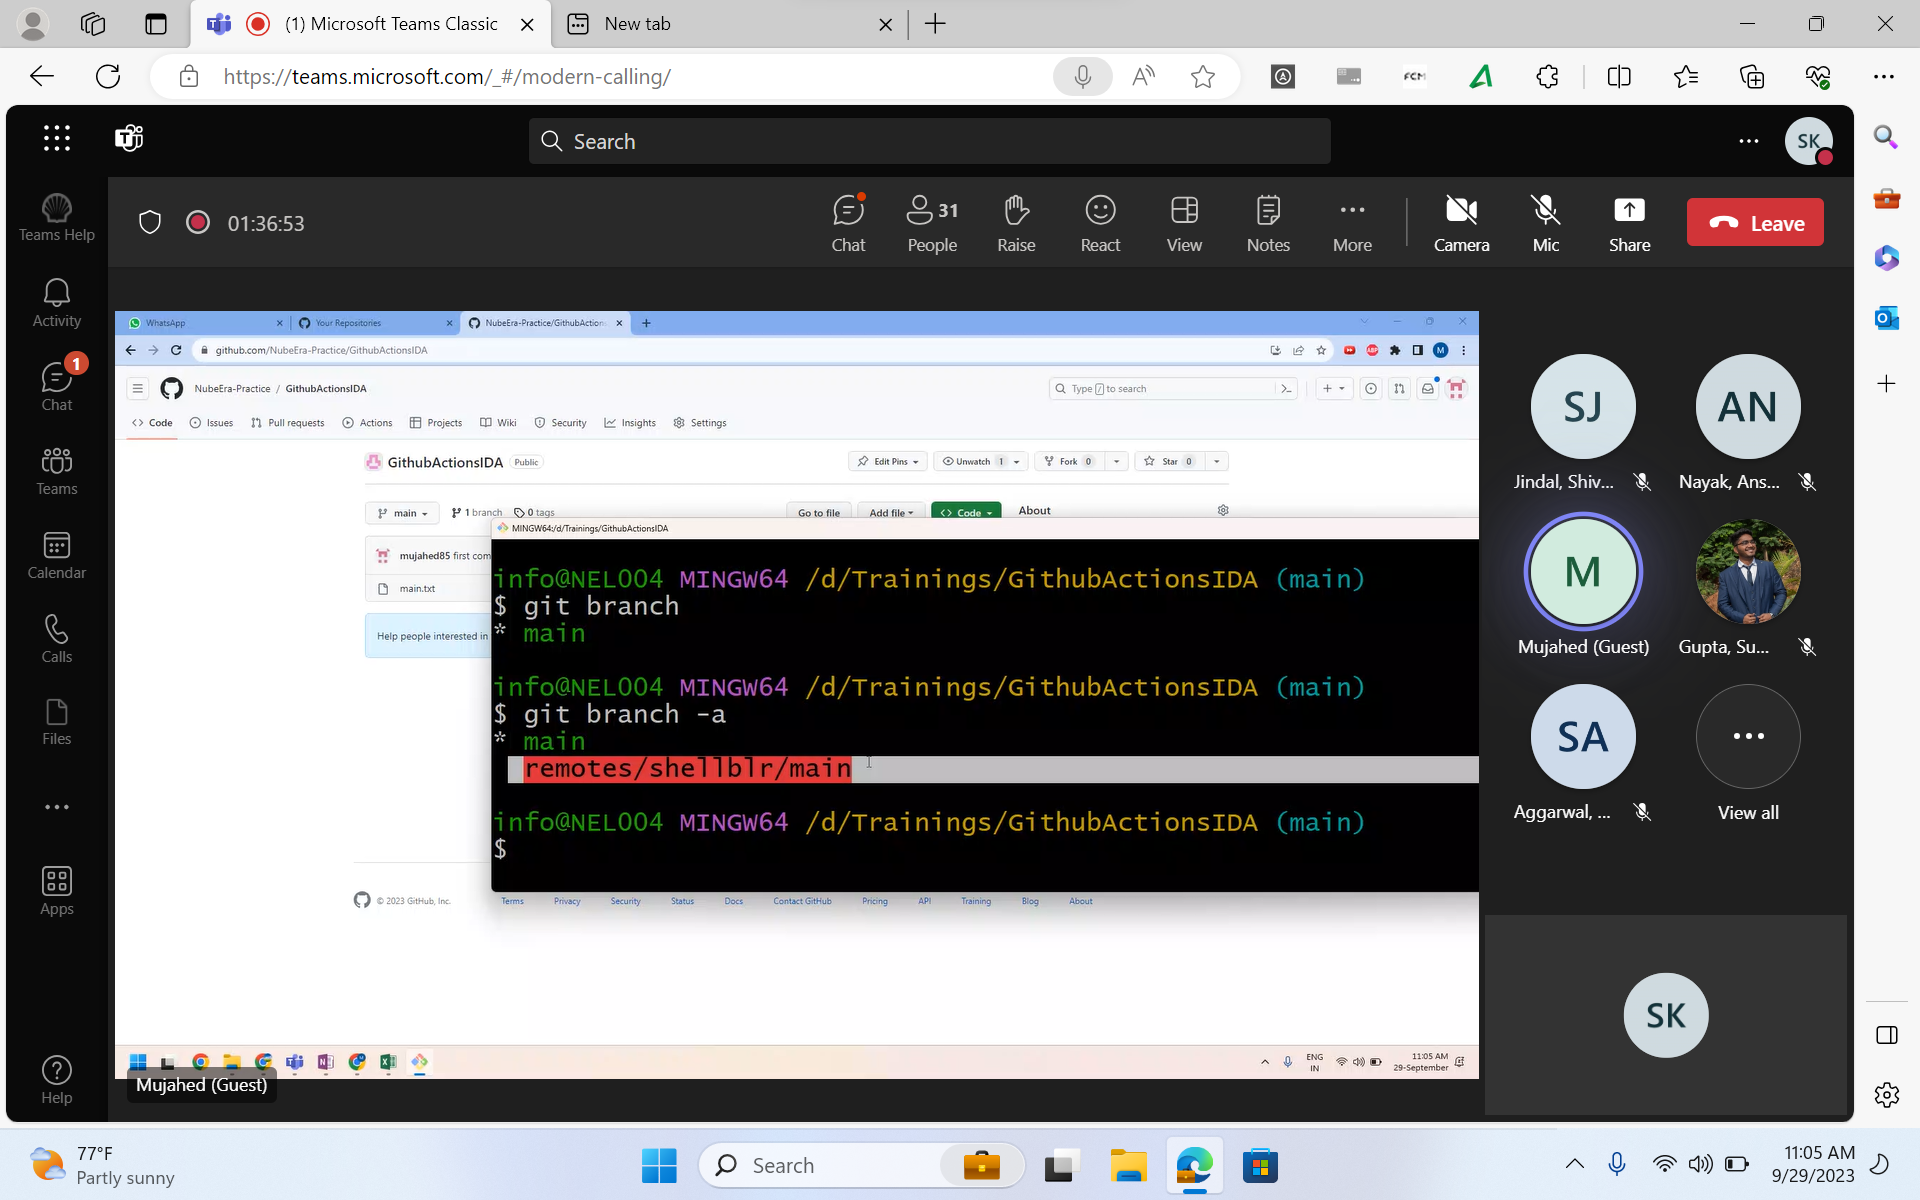 (1) Microsoft Teams Classic
New tab
https://teams.microsoft.com/_#/modern-calling/
FCM
Search
SK
Teams Help
Activity
Chat
1
Teams
Calendar
Calls
Files
Apps
Help
01:36:53
Chat
People
31
Raise
React
View
Notes
More
Camera
Mic
Share
Leave
WhatsApp
Your Repositories
NubeEra-Practice/GithubAction
github.com/NubeEra-Practice/GithubActionsIDA
ABP
M
NubeEra-Practice / GithubActionsIDA
Type / to search
Code
Issues
Pull requests
Actions
Projects
Wiki
Security
Insights
Settings
GithubActionsIDA
Public
Edit Pins
Unwatch 1
Fork 0
Star 0
main
1 branch
0 tags
Go to file
Add file
Code
About
mujahed85 first com
main.txt
Help people interested in
MINGW64:/d/Trainings/GithubActionsIDA
info@NEL004 MINGW64 /d/Trainings/GithubActionsIDA (main)
$ git branch
* main
info@NEL004 MINGW64 /d/Trainings/GithubActionsIDA (main)
$ git branch -a
* main
remotes/shellblr/main
info@NEL004 MINGW64 /d/Trainings/GithubActionsIDA (main)
$
© 2023 GitHub, Inc.
Terms
Privacy
Security
Status
Docs
Contact GitHub
Pricing
API
Training
Blog
About
ENG
IN
11:05 AM
29-September
Mujahed (Guest)
SJ
Jindal, Shiv...
AN
Nayak, Ans...
M
Mujahed (Guest)
Gupta, Su...
SA
Aggarwal, ...
View all
SK
77°F
Partly sunny
Search
11:05 AM
9/29/2023